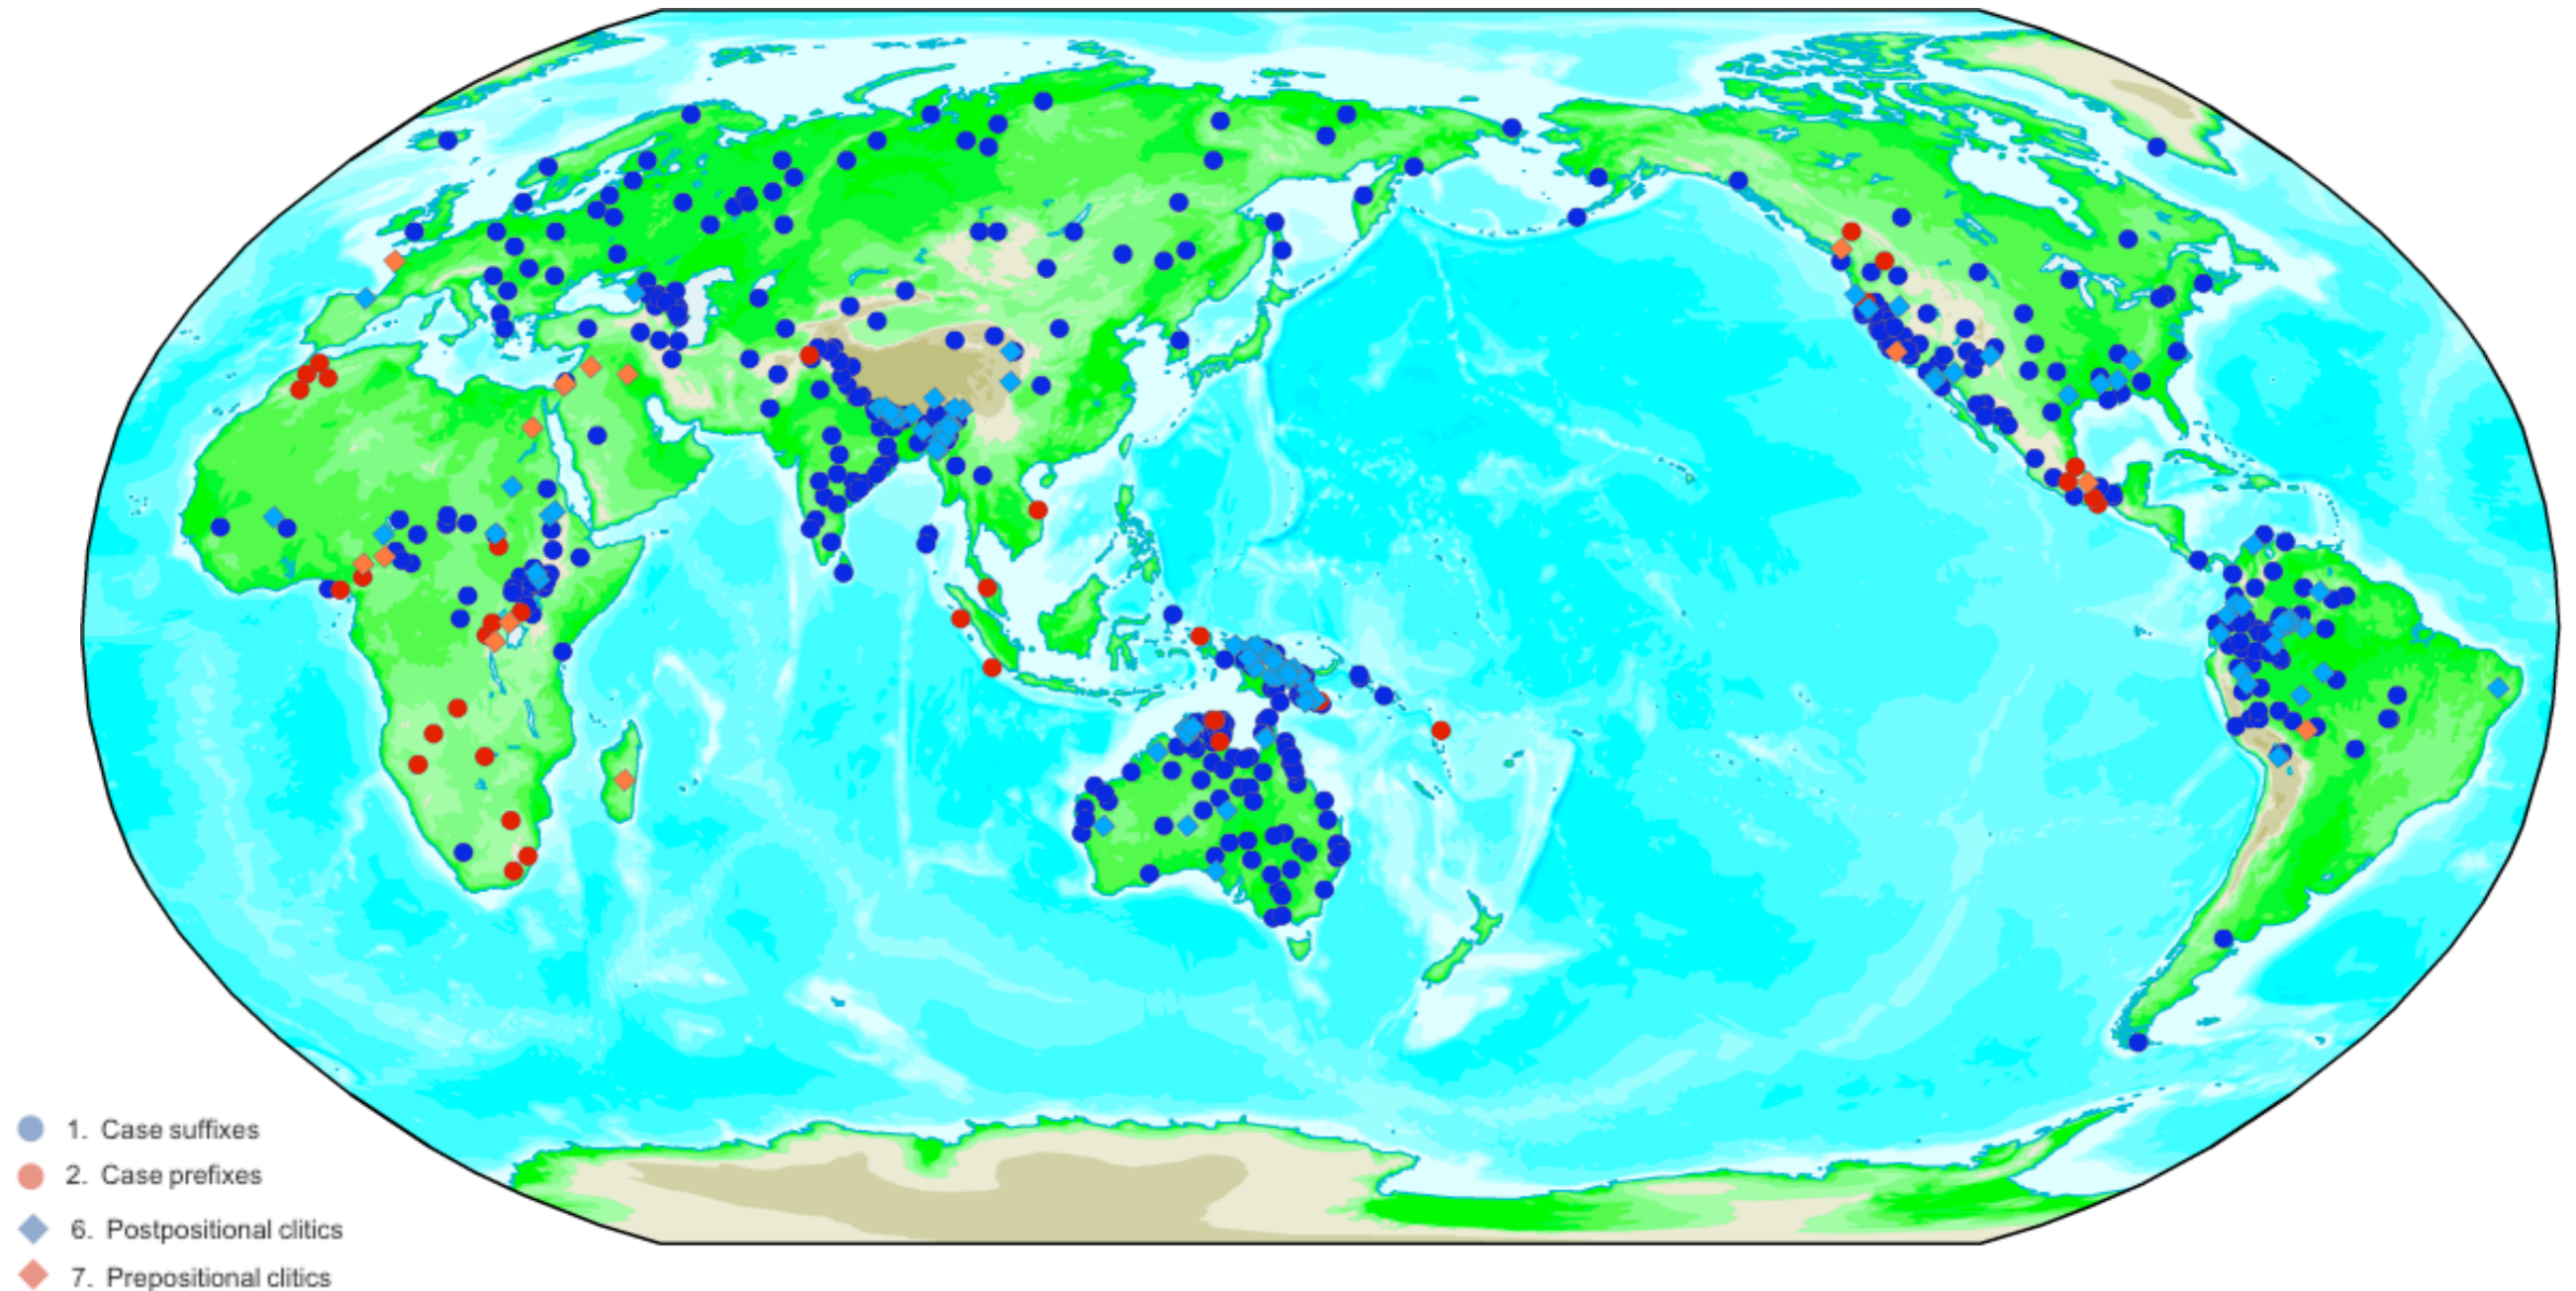 1. Case suffixes
2. Case prefixes
6. Postpositional clitics
7. Prepositional clitics